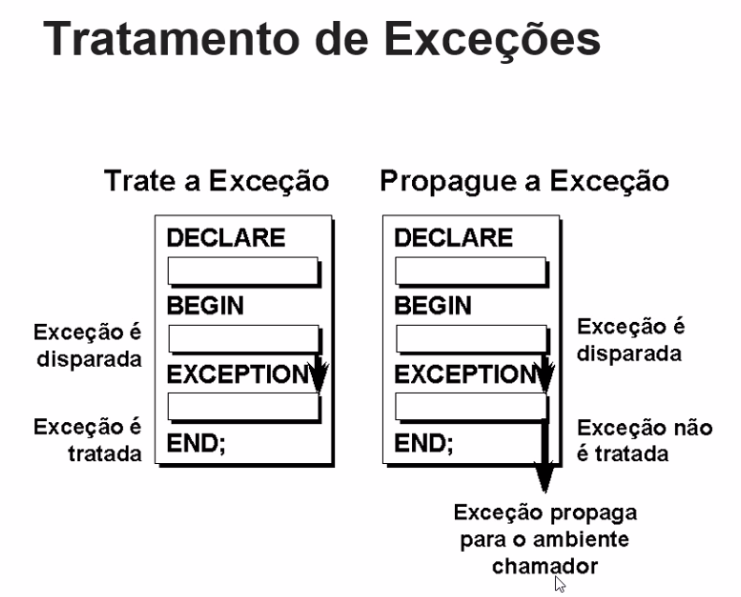 Tratamento de Exceções
Trate a Exceção
DECLARE
BEGIN
Exceção é
disparada
EXCEPTION
Exceção é
tratada
END;
Propague a Exceção
DECLARE
BEGIN
Exceção é
disparada
EXCEPTION
Exceção não
é tratada
END;
Exceção propaga
para o ambiente
chamador